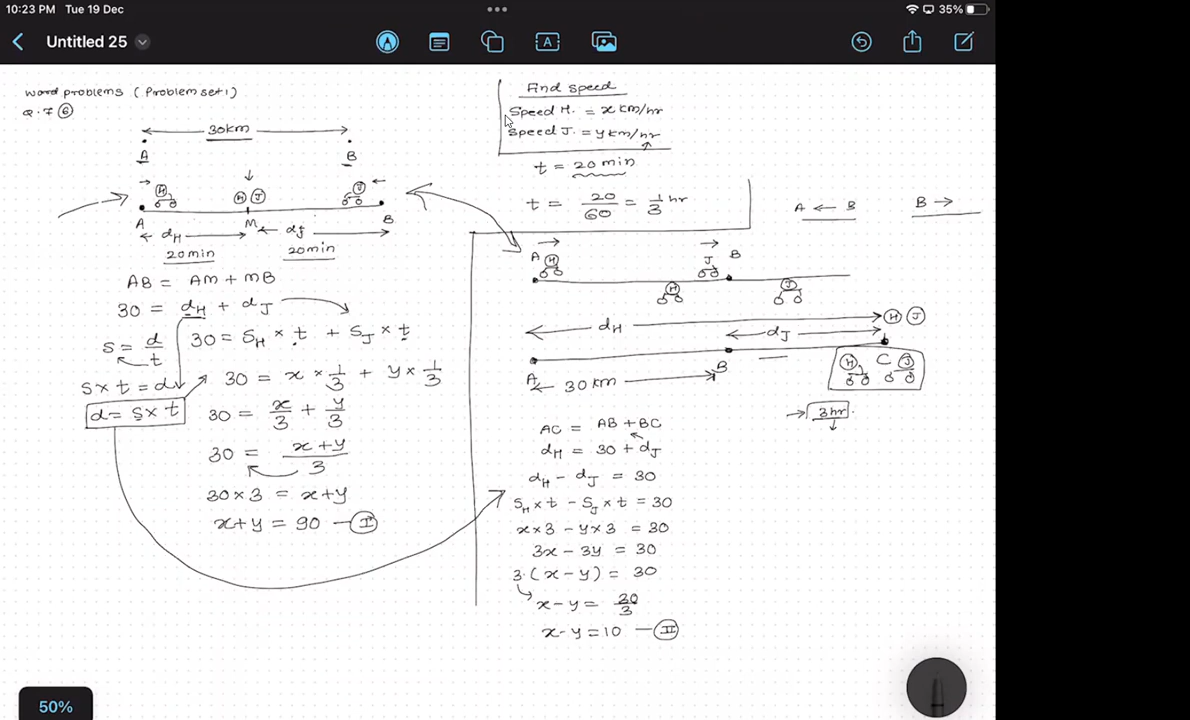 10:23 PM Tue 19 Dec
35%
Untitled 25
A
word problems ( Problem set 1 )
Q. 7 ⑥
30km
A B
H H J J
A M B
dH dJ
20min 20min
AB = AM + MB
30 = dH + dJ
S = d/t
30 = SH × t + SJ × t
S × t = d
30 = x × 1/3 + y × 1/3
d = S × t
30 = x/3 + y/3
30 = x+y/3
30 × 3 = x+y
x+y = 90 — Ⅰ
Find speed
Speed H. = x km/hr
Speed J. = y km/hr
t = 20 min
t = 20/60 = 1/3 hr
A ← B B →
A H J B
H J
dH H J
dJ
A B H C J
30 km
3hr
AC = AB + BC
dH = 30 + dJ
dH - dJ = 30
SH × t - SJ × t = 30
x × 3 - y × 3 = 30
3x - 3y = 30
3·( x - y ) = 30
x - y = 30/3
x - y = 10 — Ⅱ
50%